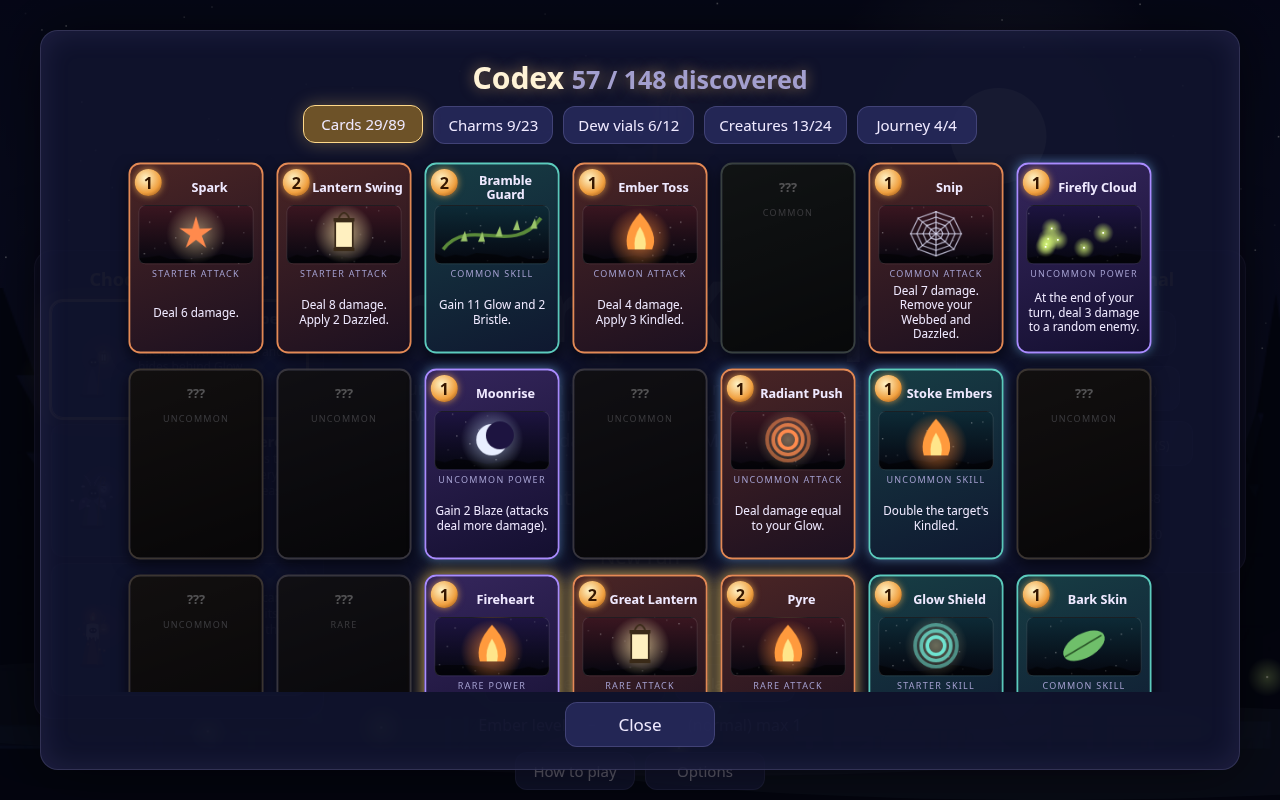 Codex 57 / 148 discovered
Cards 29/89
Charms 9/23
Dew vials 6/12
Creatures 13/24
Journey 4/4
1
Spark
STARTER ATTACK
Deal 6 damage.
2
Lantern Swing
STARTER ATTACK
Deal 8 damage.
Apply 2 Dazzled.
2
Bramble
Guard
COMMON SKILL
Gain 11 Glow and 2
Bristle.
1
Ember Toss
COMMON ATTACK
Deal 4 damage.
Apply 3 Kindled.
???
COMMON
1
Snip
COMMON ATTACK
Deal 7 damage.
Remove your
Webbed and
Dazzled.
1
Firefly Cloud
UNCOMMON POWER
At the end of your
turn, deal 3 damage
to a random enemy.
???
UNCOMMON
???
UNCOMMON
1
Moonrise
UNCOMMON POWER
Gain 2 Blaze (attacks
deal more damage).
???
UNCOMMON
1
Radiant Push
UNCOMMON ATTACK
Deal damage equal
to your Glow.
1
Stoke Embers
UNCOMMON SKILL
Double the target's
Kindled.
???
UNCOMMON
???
UNCOMMON
???
RARE
1
Fireheart
RARE POWER
2
Great Lantern
RARE ATTACK
2
Pyre
RARE ATTACK
1
Glow Shield
STARTER SKILL
1
Bark Skin
COMMON SKILL
Close
How to play
Options